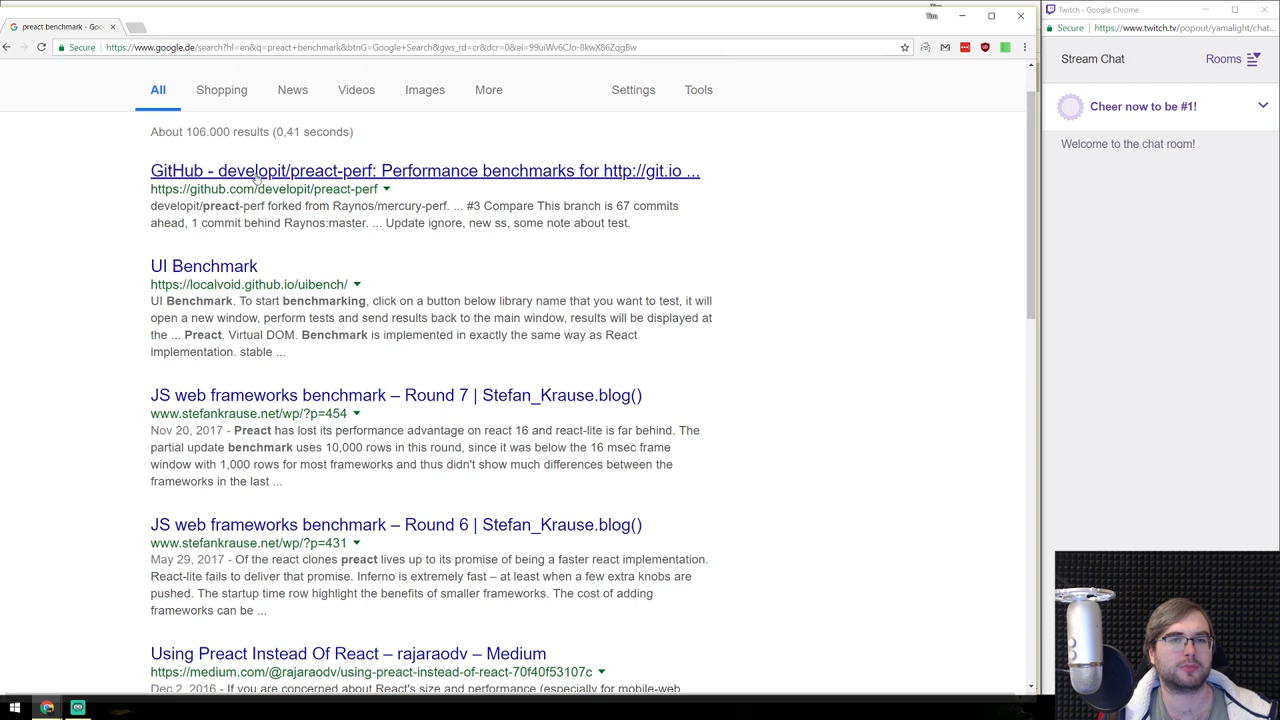 Tim
preact benchmark - Goo
Secure
https://www.google.de/search?hl=en&q=preact+benchmark&btnG=Google+Search&gws_rd=cr&dcr=0&ei=99uiWv6CJo-8kwX86ZqgBw
All
Shopping
News
Videos
Images
More
Settings
Tools
About 106.000 results (0,41 seconds)
GitHub - developit/preact-perf: Performance benchmarks for http://git.io ...
https://github.com/developit/preact-perf
developit/preact-perf forked from Raynos/mercury-perf. ... #3 Compare This branch is 67 commits
ahead, 1 commit behind Raynos:master. ... Update ignore, new ss, some note about test.
UI Benchmark
https://localvoid.github.io/uibench/
UI Benchmark. To start benchmarking, click on a button below library name that you want to test, it will
open a new window, perform tests and send results back to the main window, results will be displayed at
the ... Preact. Virtual DOM. Benchmark is implemented in exactly the same way as React
implementation. stable ...
JS web frameworks benchmark – Round 7 | Stefan_Krause.blog()
www.stefankrause.net/wp/?p=454
Nov 20, 2017 - Preact has lost its performance advantage on react 16 and react-lite is far behind. The
partial update benchmark uses 10,000 rows in this round, since it was below the 16 msec frame
window with 1,000 rows for most frameworks and thus didn't show much differences between the
frameworks in the last ...
JS web frameworks benchmark – Round 6 | Stefan_Krause.blog()
www.stefankrause.net/wp/?p=431
May 29, 2017 - Of the react clones preact lives up to its promise of being a faster react implementation.
React-lite fails to deliver that promise. Inferno is extremely fast – at least when a few extra knobs are
pushed. The startup time row highlight the benefits of smaller frameworks. The cost of adding
frameworks can be ...
Using Preact Instead Of React – rajaraodv – Medium
https://medium.com/@rajaraodv/using-preact-instead-of-react-70f40f53107c
Dec 2, 2016 - If you are concerned about React's size and performance (especially for mobile-web
Twitch - Google Chrome
Secure
https://www.twitch.tv/popout/yamalight/chat...
Stream Chat
Rooms
Cheer now to be #1!
Welcome to the chat room!